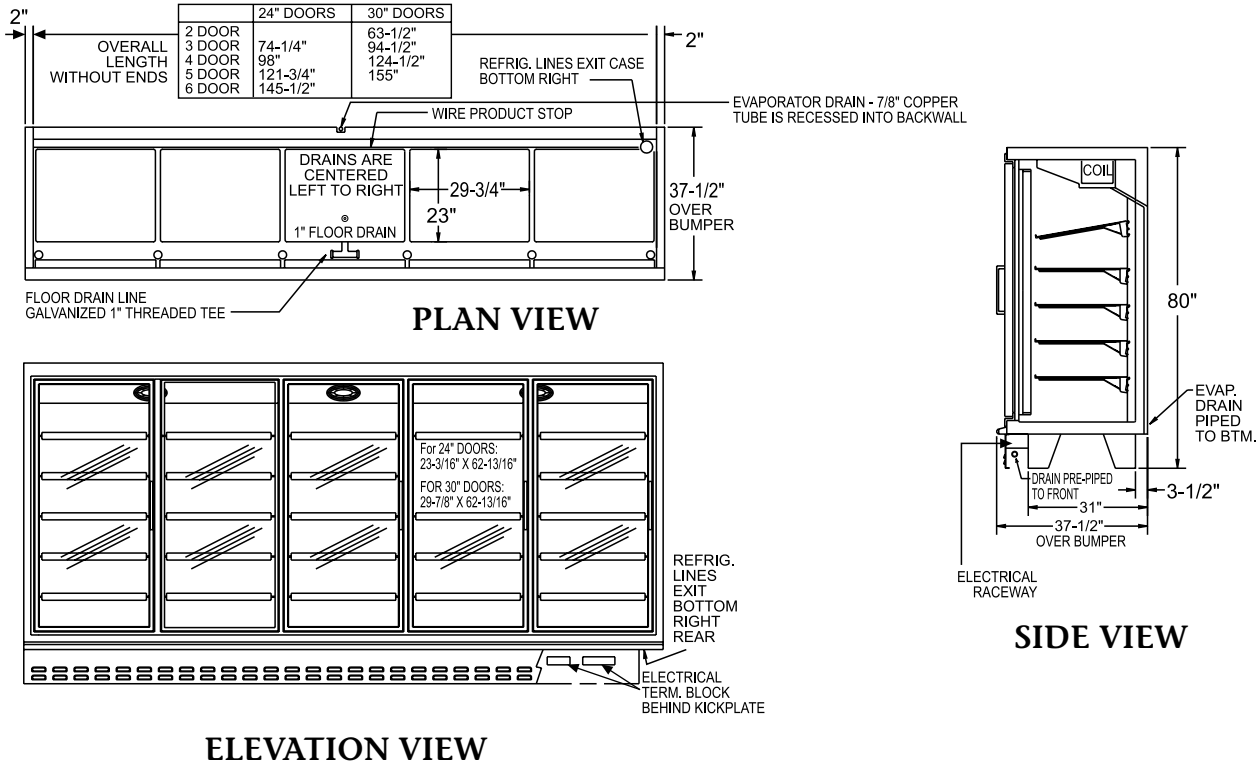 2"
24" DOORS 30" DOORS
2 DOOR 63-1/2"
3 DOOR 74-1/4" 94-1/2"
4 DOOR 98" 124-1/2"
5 DOOR 121-3/4" 155"
6 DOOR 145-1/2"
OVERALL
LENGTH
WITHOUT ENDS
2"
REFRIG. LINES EXIT CASE
BOTTOM RIGHT
WIRE PRODUCT STOP
EVAPORATOR DRAIN - 7/8" COPPER
TUBE IS RECESSED INTO BACKWALL
DRAINS ARE
CENTERED
LEFT TO RIGHT
29-3/4"
23"
1" FLOOR DRAIN
37-1/2"
OVER
BUMPER
FLOOR DRAIN LINE
GALVANIZED 1" THREADED TEE
PLAN VIEW
COIL
80"
EVAP.
DRAIN
PIPED
TO BTM.
DRAIN PRE-PIPED
TO FRONT
3-1/2"
31"
37-1/2"
OVER BUMPER
ELECTRICAL
RACEWAY
SIDE VIEW
For 24" DOORS:
23-3/16" X 62-13/16"
FOR 30" DOORS:
29-7/8" X 62-13/16"
REFRIG.
LINES
EXIT
BOTTOM
RIGHT
REAR
ELECTRICAL
TERM. BLOCK
BEHIND KICKPLATE
ELEVATION VIEW